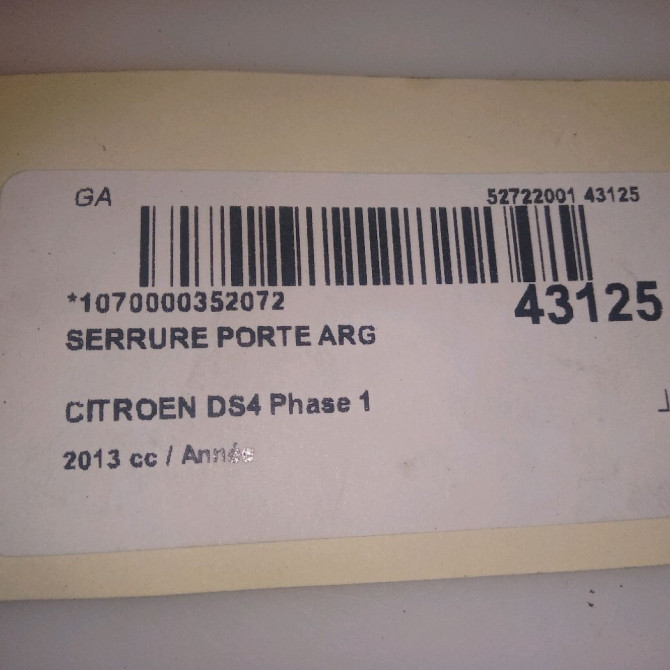 GA 52722001 43125
*1070000352072 43125
SERRURE PORTE ARG
CITROEN DS4 Phase 1
2013 cc / Année